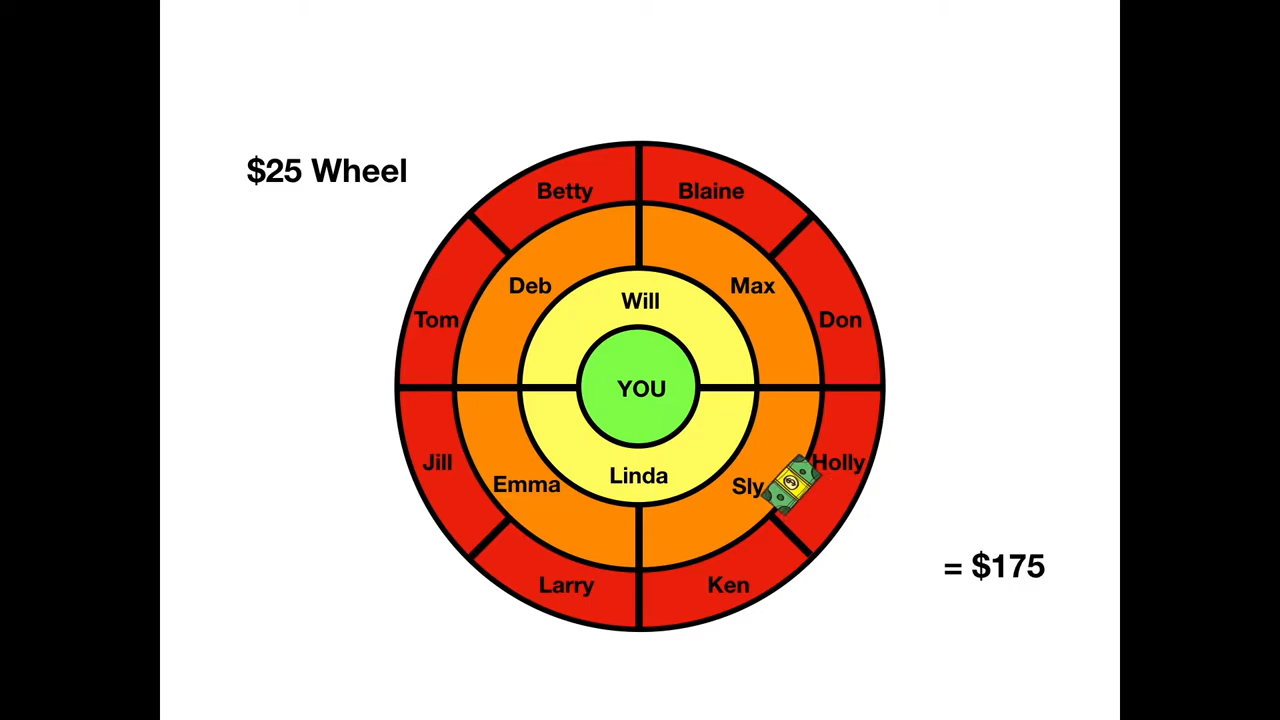 $25 Wheel
Betty
Blaine
Deb
Max
Will
Tom
Don
YOU
Jill
Holly
Linda
Emma
Sly
Larry
Ken
= $175